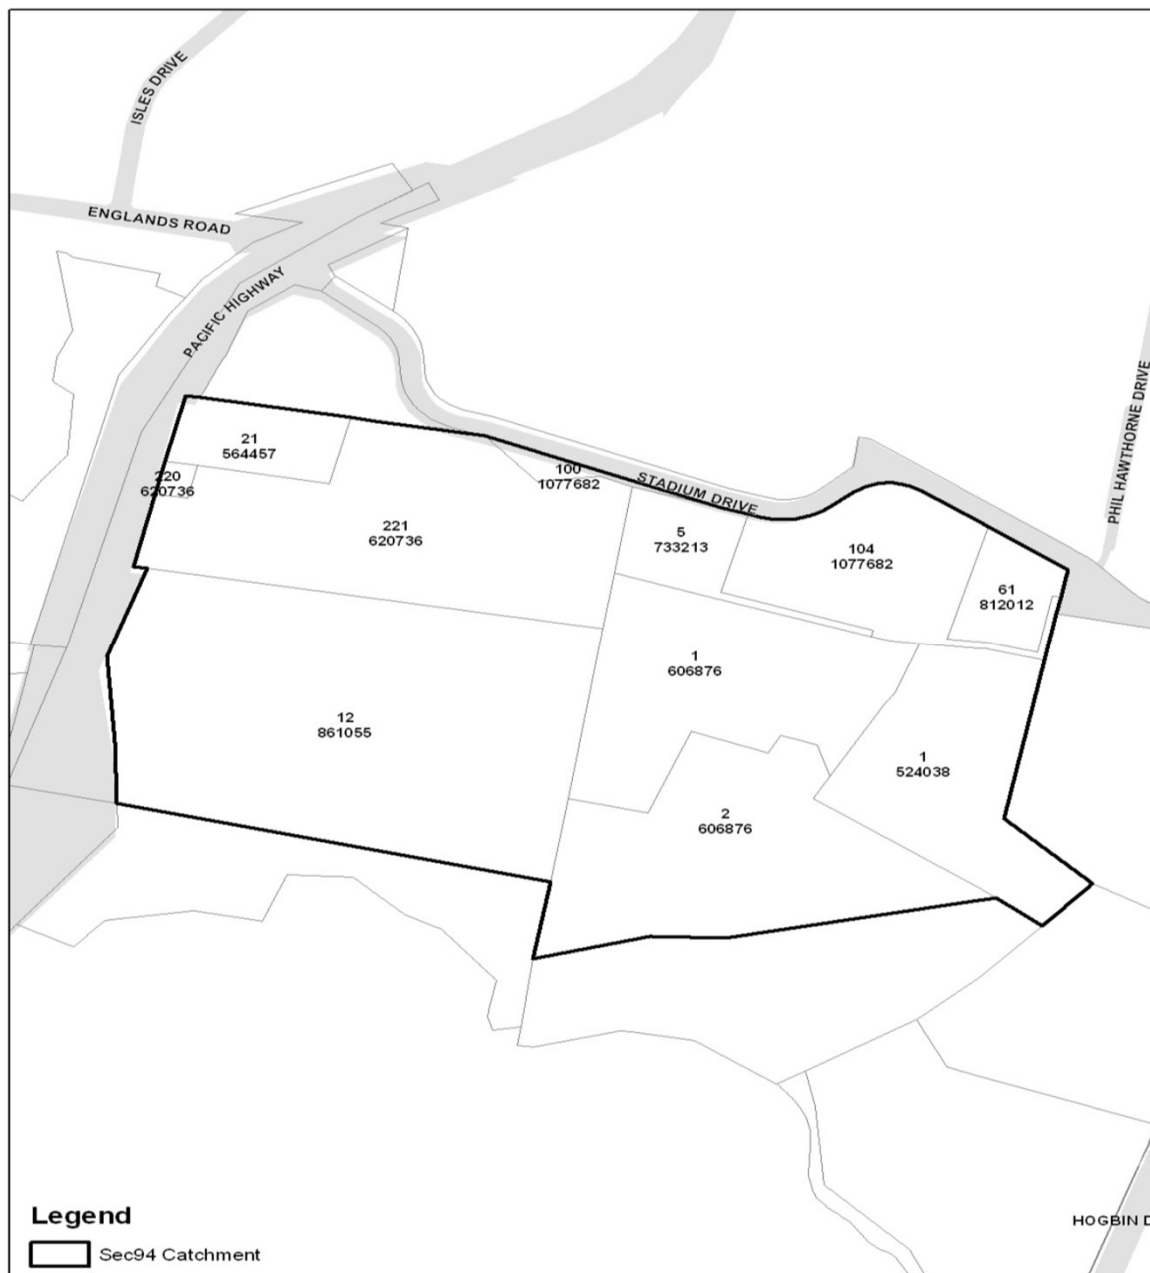 ISLES DRIVE
ENGLANDS ROAD
PACIFIC HIGHWAY
PHIL HAWTHORNE DRIVE
21
564457
220
620736
100
1077682
STADIUM DRIVE
221
620736
5
733213
104
1077682
61
812012
1
606876
12
861055
1
524038
2
606876
Legend
Sec94 Catchment
HOGBIN D